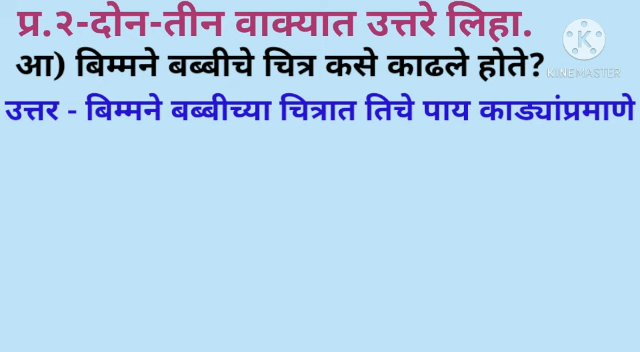 प्र.२-दोन-तीन वाक्यात उत्तरे लिहा.
आ) बिम्मने बब्बीचे चित्र कसे काढले होते?
KINEMASTER
उत्तर - बिम्मने बब्बीच्या चित्रात तिचे पाय काड्यांप्रमाणे